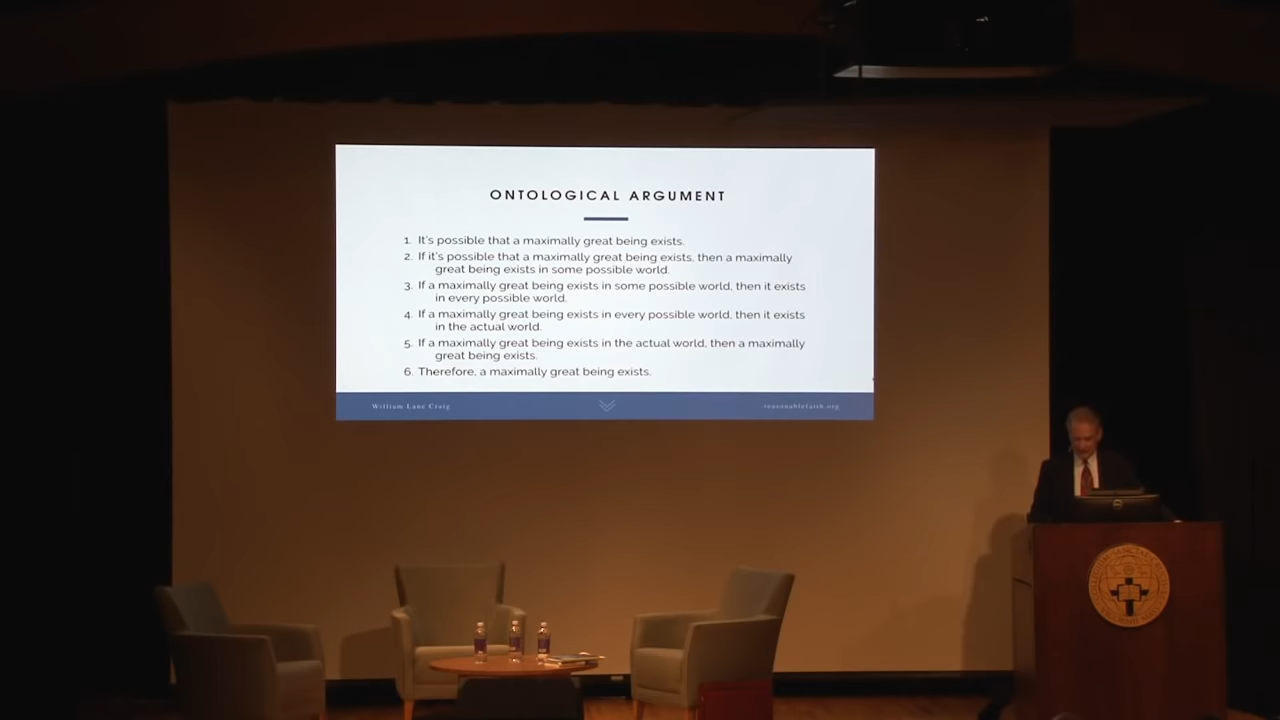 ONTOLOGICAL ARGUMENT
1. It's possible that a maximally great being exists.
2. If it's possible that a maximally great being exists, then a maximally
great being exists in some possible world.
3. If a maximally great being exists in some possible world, then it exists
in every possible world.
4. If a maximally great being exists in every possible world, then it exists
in the actual world.
5. If a maximally great being exists in the actual world, then a maximally
great being exists.
6. Therefore, a maximally great being exists.
William Lane Craig
reasonablefaith.org